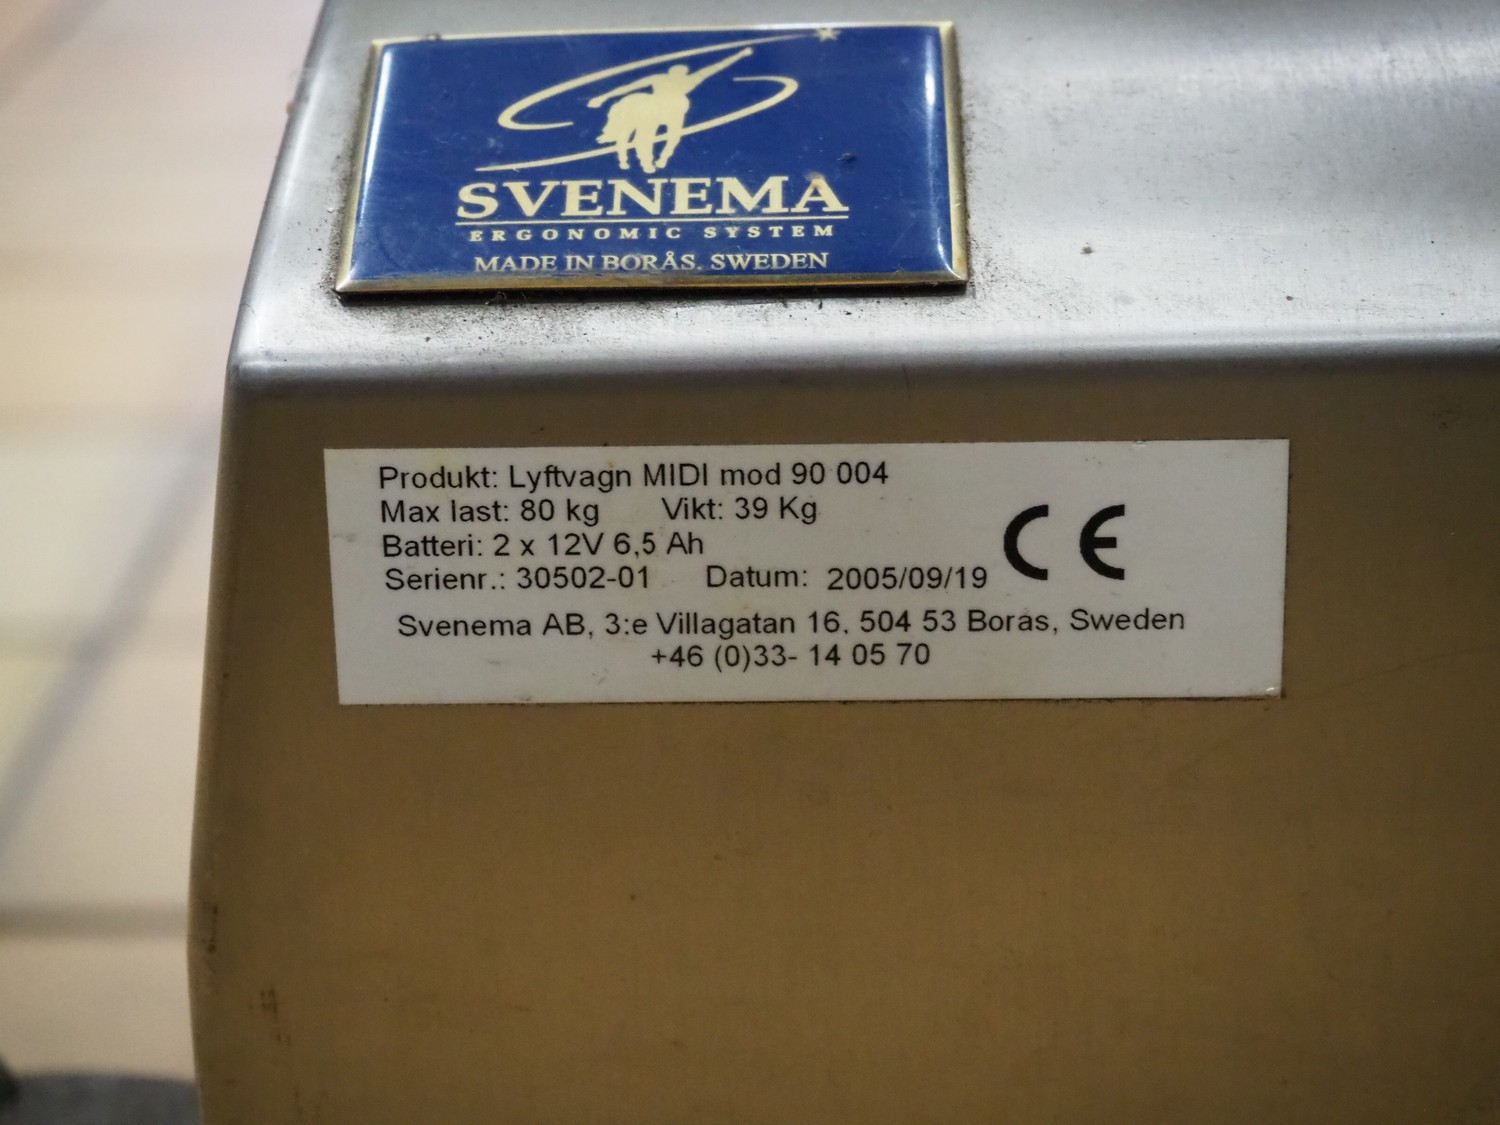 SVENEMA
ERGONOMIC SYSTEM
MADE IN BORÅS. SWEDEN
Produkt: Lyftvagn MIDI mod 90 004
Max last: 80 kg Vikt: 39 Kg
Batteri: 2 x 12V 6,5 Ah
Serienr.: 30502-01 Datum: 2005/09/19
CE
Svenema AB, 3:e Villagatan 16. 504 53 Borås, Sweden
+46 (0)33- 14 05 70